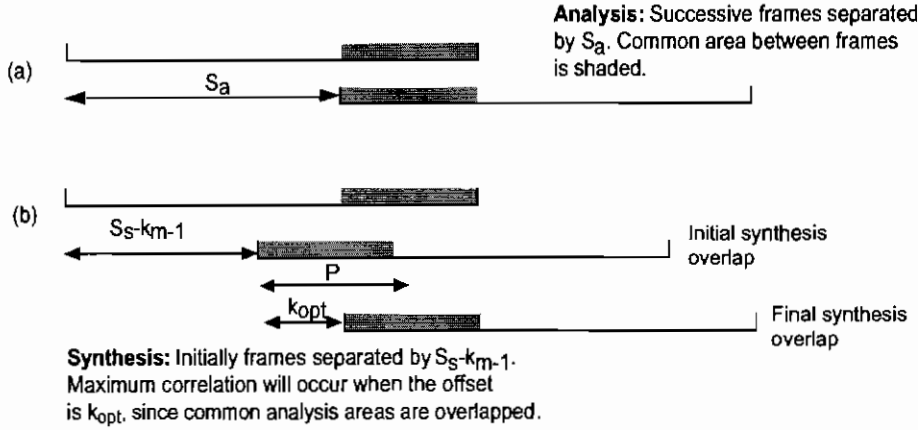 Analysis: Successive frames separated
by Sa. Common area between frames
is shaded.
(a)
Sa
(b)
Ss-km-1
Initial synthesis
overlap
P
kopt
Final synthesis
overlap
Synthesis: Initially frames separated by Ss-km-1.
Maximum correlation will occur when the offset
is kopt, since common analysis areas are overlapped.